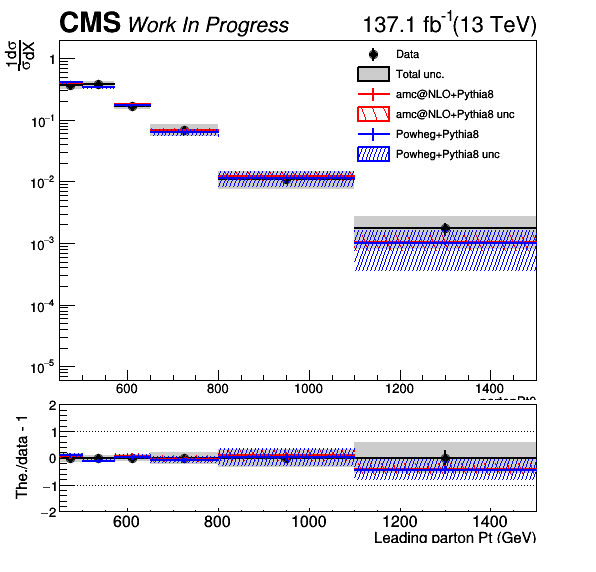 CMS Work In Progress 137.1 fb⁻¹(13 TeV)
1 dσ
σ dX
Data
Total unc.
amc@NLO+Pythia8
amc@NLO+Pythia8 unc
Powheg+Pythia8
Powheg+Pythia8 unc
1
10⁻¹
10⁻²
10⁻³
10⁻⁴
10⁻⁵
600 800 1000 1200 1400
The./data - 1
2
1
0
−1
−2
600 800 1000 1200 1400
Leading parton Pt (GeV)